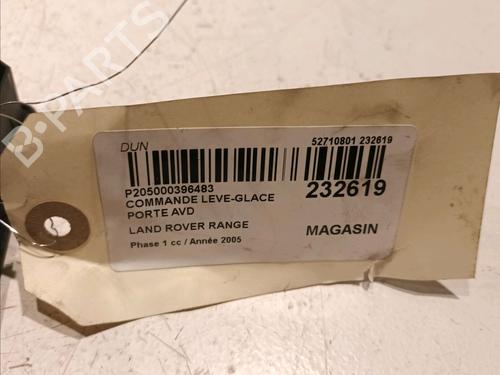 B-PARTS
DUN
52710801 232619
P205000396483
232619
COMMANDE LEVE-GLACE
PORTE AVD
LAND ROVER RANGE
MAGASIN
Phase 1 cc / Année 2005